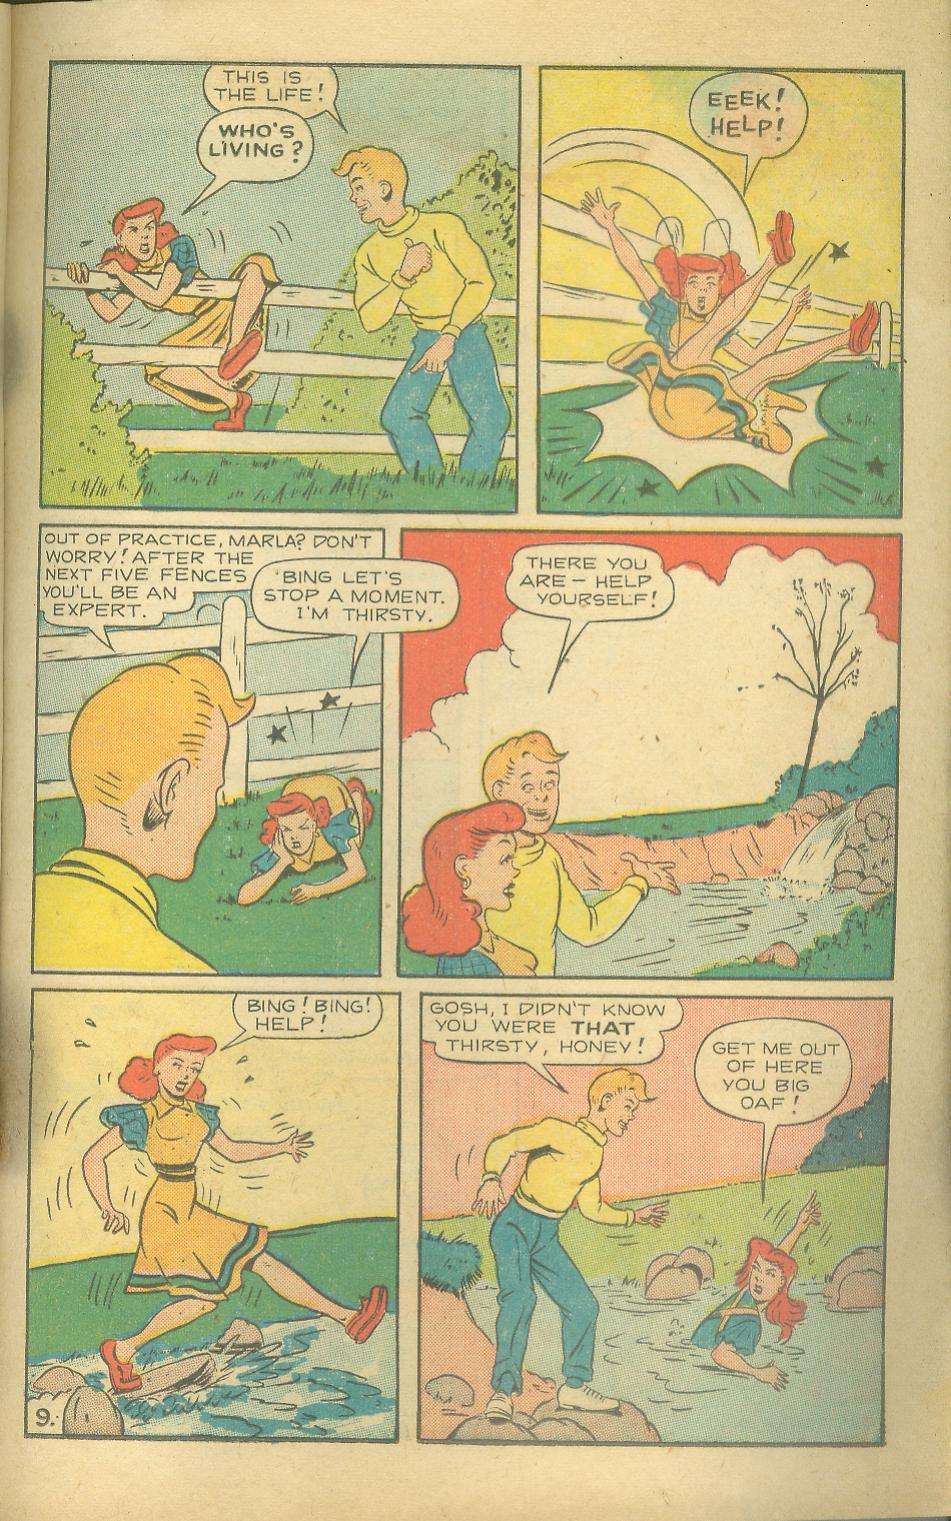 THIS IS
THE LIFE!
WHO'S
LIVING?
EEEK!
HELP!
OUT OF PRACTICE, MARLA? DON'T
WORRY! AFTER THE
NEXT FIVE FENCES
YOU'LL BE AN
EXPERT.
'BING LET'S
STOP A MOMENT.
I'M THIRSTY.
THERE YOU
ARE — HELP
YOURSELF!
BING! BING!
HELP!
9.
GOSH, I DIDN'T KNOW
YOU WERE THAT
THIRSTY, HONEY!
GET ME OUT
OF HERE
YOU BIG
OAF!